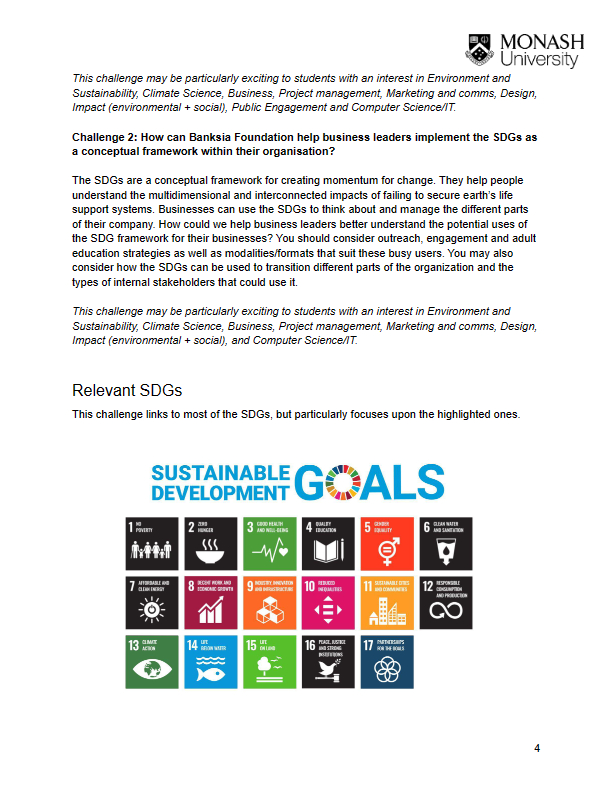 MONASH
University
This challenge may be particularly exciting to students with an interest in Environment and
Sustainability, Climate Science, Business, Project management, Marketing and comms, Design,
Impact (environmental + social), Public Engagement and Computer Science/IT.
Challenge 2: How can Banksia Foundation help business leaders implement the SDGs as
a conceptual framework within their organisation?
The SDGs are a conceptual framework for creating momentum for change. They help people
understand the multidimensional and interconnected impacts of failing to secure earth's life
support systems. Businesses can use the SDGs to think about and manage the different parts
of their company. How could we help business leaders better understand the potential uses of
the SDG framework for their businesses? You should consider outreach, engagement and adult
education strategies as well as modalities/formats that suit these busy users. You may also
consider how the SDGs can be used to transition different parts of the organization and the
types of internal stakeholders that could use it.
This challenge may be particularly exciting to students with an interest in Environment and
Sustainability, Climate Science, Business, Project management, Marketing and comms, Design,
Impact (environmental + social), and Computer Science/IT.
Relevant SDGs
This challenge links to most of the SDGs, but particularly focuses upon the highlighted ones.
SUSTAINABLE
DEVELOPMENT
GOALS
1 NO
POVERTY
2 ZERO
HUNGER
3 GOOD HEALTH
AND WELL-BEING
4 QUALITY
EDUCATION
5 GENDER
EQUALITY
6 CLEAN WATER
AND SANITATION
7 AFFORDABLE AND
CLEAN ENERGY
8 DECENT WORK AND
ECONOMIC GROWTH
9 INDUSTRY, INNOVATION
AND INFRASTRUCTURE
10 REDUCED
INEQUALITIES
11 SUSTAINABLE CITIES
AND COMMUNITIES
12 RESPONSIBLE
CONSUMPTION
AND PRODUCTION
13 CLIMATE
ACTION
14 LIFE
BELOW WATER
15 LIFE
ON LAND
16 PEACE, JUSTICE
AND STRONG
INSTITUTIONS
17 PARTNERSHIPS
FOR THE GOALS
4